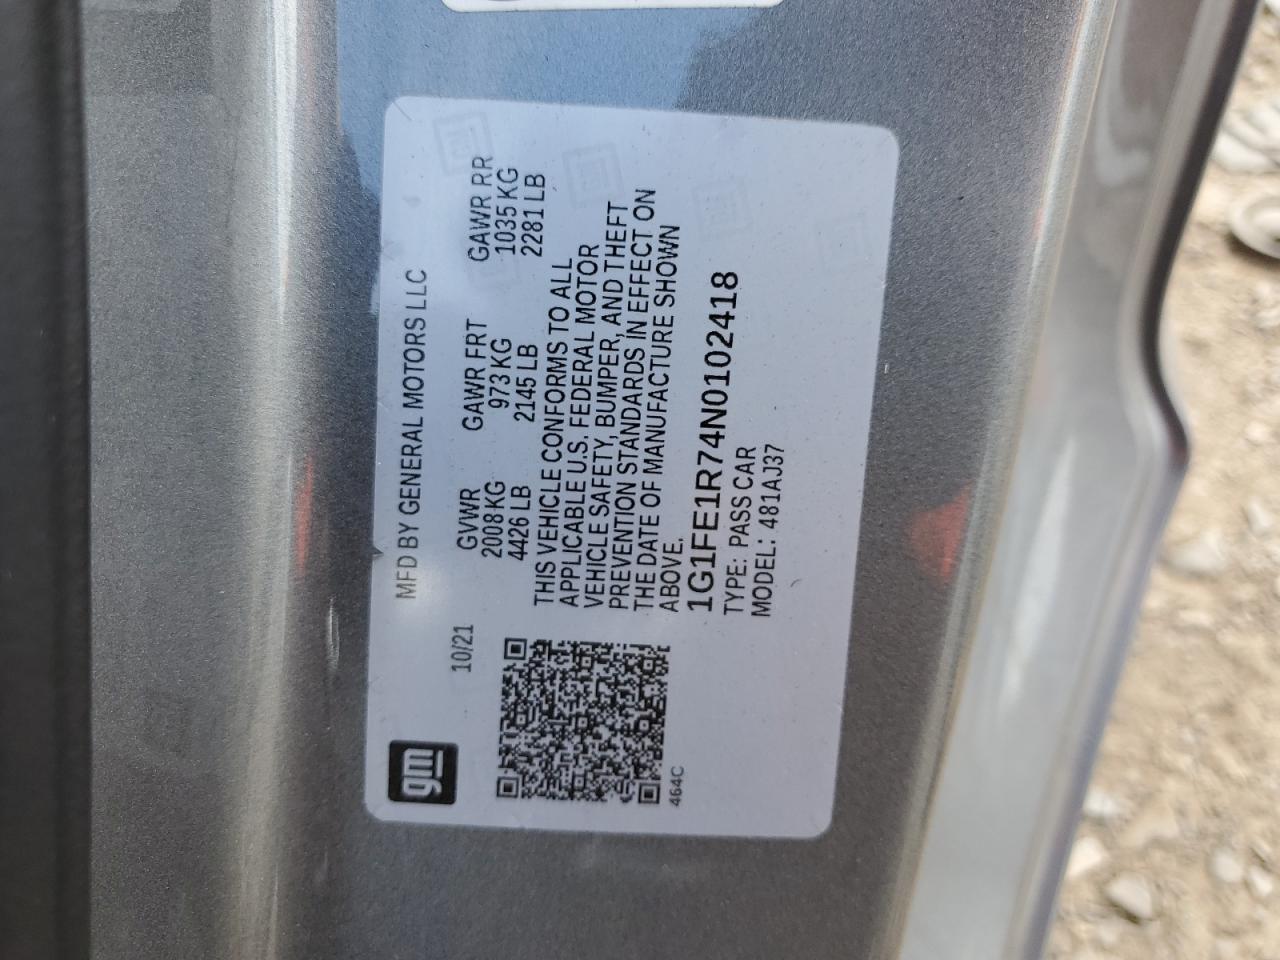 gm
MFD BY GENERAL MOTORS LLC
10/21
GVWR GAWR FRT GAWR RR
2008 KG 973 KG 1035 KG
4426 LB 2145 LB 2281 LB
THIS VEHICLE CONFORMS TO ALL
APPLICABLE U.S. FEDERAL MOTOR
VEHICLE SAFETY, BUMPER, AND THEFT
PREVENTION STANDARDS IN EFFECT ON
THE DATE OF MANUFACTURE SHOWN
ABOVE.
1G1FE1R74N0102418
TYPE: PASS CAR
MODEL: 481AJ37
464C